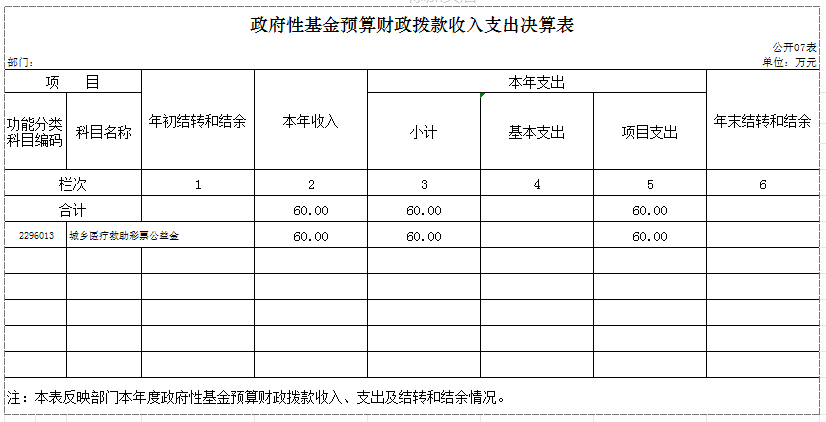 政府性基金预算财政拨款收入支出决算表
公开07表
部门： 单位：万元
项 目 年初结转和结余 本年收入 本年支出 年末结转和结余
功能分类科目编码 科目名称 小计 基本支出 项目支出
栏次 1 2 3 4 5 6
合计 60.00 60.00 60.00
2296013 城乡医疗救助彩票公益金 60.00 60.00 60.00
注：本表反映部门本年度政府性基金预算财政拨款收入、支出及结转和结余情况。